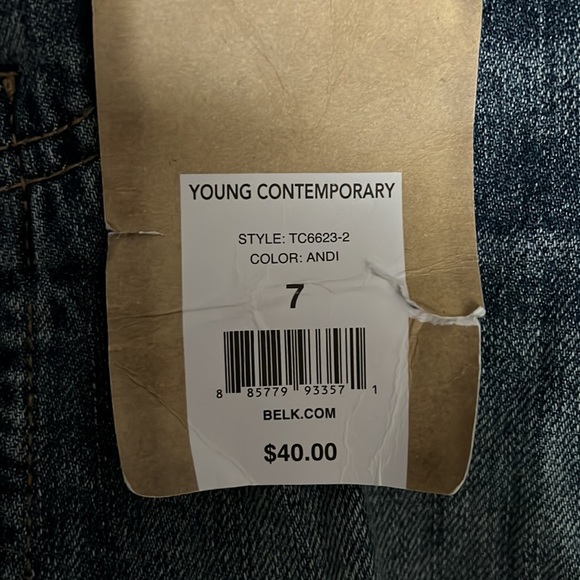 YOUNG CONTEMPORARY
STYLE: TC6623-2
COLOR: ANDI
7
8 85779 93357 1
BELK.COM
$40.00